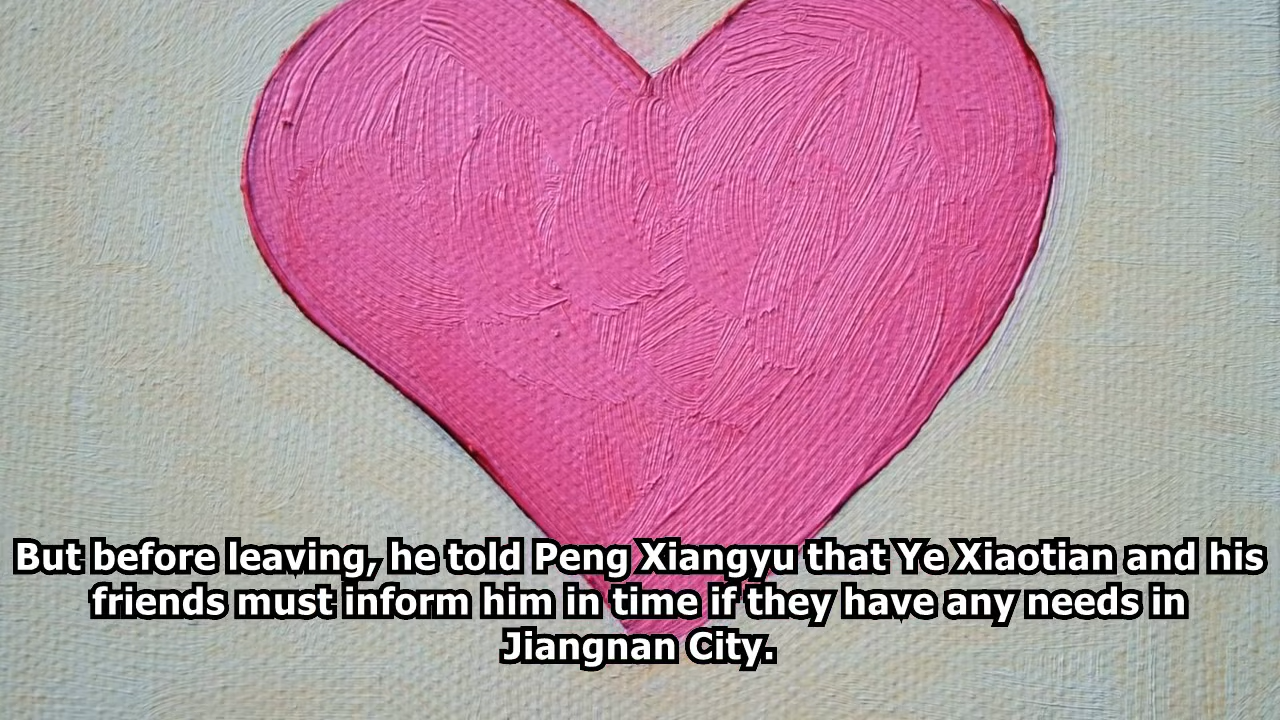 But before leaving, he told Peng Xiangyu that Ye Xiaotian and his
friends must inform him in time if they have any needs in
Jiangnan City.